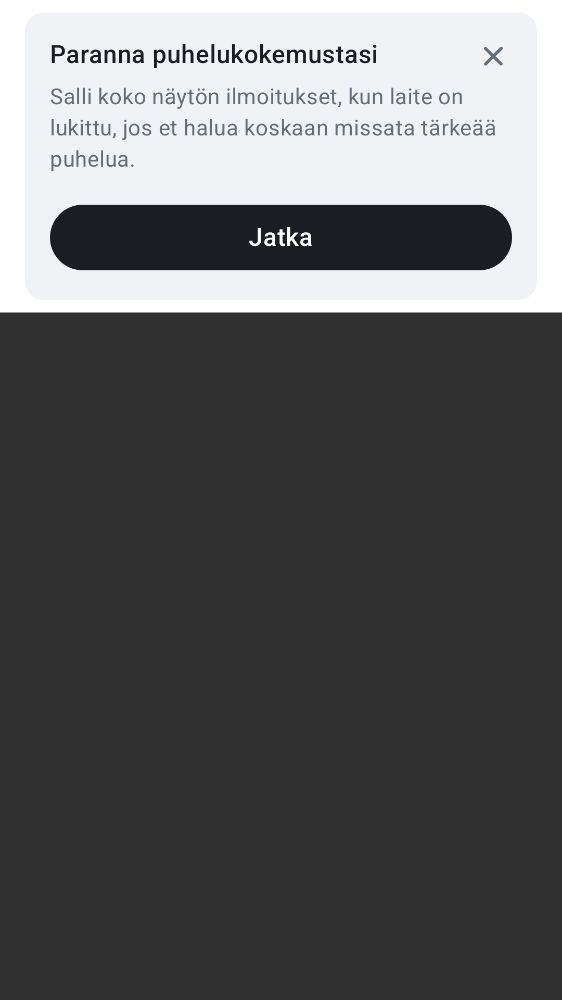 Paranna puhelukokemustasi
Salli koko näytön ilmoitukset, kun laite on
lukittu, jos et halua koskaan missata tärkeää
puhelua.
Jatka